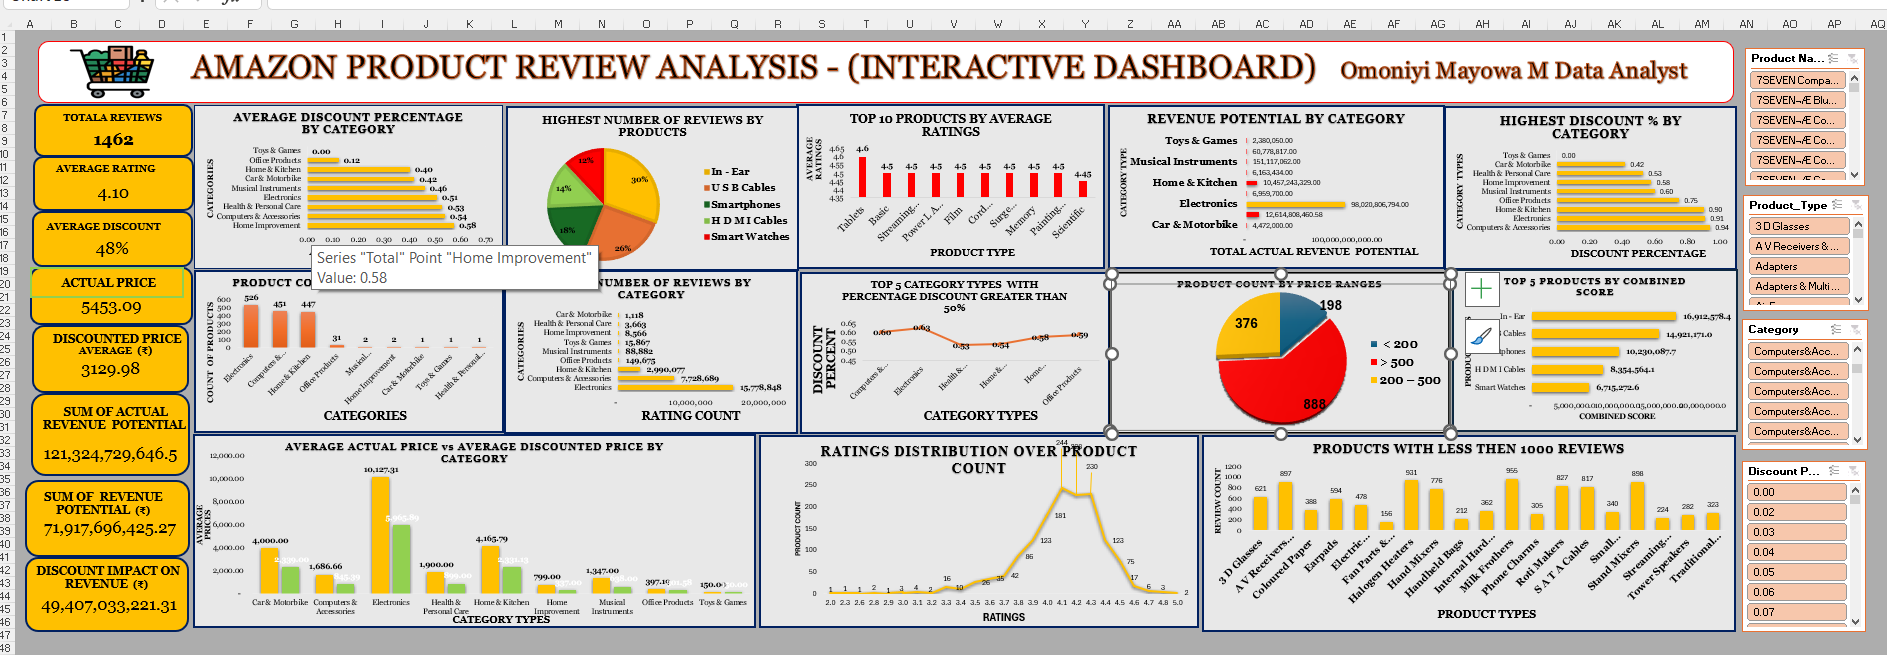 A B C D E F G H I J K L M N O P Q R S T U V W X Y Z AA AB AC AD AE AF AG AH AI AJ AK AL AM AN AO AP AQ
AMAZON PRODUCT REVIEW ANALYSIS - (INTERACTIVE DASHBOARD) Omoniyi Mayowa M Data Analyst
TOTALA REVIEWS
1462
AVERAGE RATING
4.10
AVERAGE DISCOUNT
48%
ACTUAL PRICE
5453.09
DISCOUNTED PRICE
AVERAGE (₹)
3129.98
SUM OF ACTUAL
REVENUE POTENTIAL
121,324,729,646.5
SUM OF REVENUE
POTENTIAL (₹)
71,917,696,425.27
DISCOUNT IMPACT ON
REVENUE (₹)
49,407,033,221.31
AVERAGE DISCOUNT PERCENTAGE
BY CATEGORY
CATEGORIES
Toys & Games 0.00
Office Products 0.12
Home & Kitchen 0.40
Car & Motorbike 0.42
Musical Instruments 0.46
Electronics 0.51
Health & Personal Care 0.53
Computers & Accessories 0.54
Home Improvement 0.58
0.00 0.10 0.20 0.30 0.40 0.50 0.60 0.70
Series "Total" Point "Home Improvement"
Value: 0.58
HIGHEST NUMBER OF REVIEWS BY
PRODUCTS
30%
26%
18%
14%
12%
In - Ear
U S B Cables
Smartphones
H D M I Cables
Smart Watches
TOP 10 PRODUCTS BY AVERAGE
RATINGS
AVERAGE
RATINGS
4.65
4.6
4.55
4.5
4.45
4.4
4.35
4.6 4.5 4.5 4.5 4.5 4.5 4.5 4.5 4.5 4.45
Tablets Basic Streaming... Power L A... Film Cord... Surge... Memory Painting... Scientific
PRODUCT TYPE
REVENUE POTENTIAL BY CATEGORY
CATEGORY TYPE
Toys & Games 2,380,050.00
60,778,817.00
Musical Instruments 151,117,062.00
6,163,434.00
Home & Kitchen 10,457,243,329.00
6,959,700.00
Electronics 98,020,806,794.00
12,614,808,460.58
Car & Motorbike 4,472,000.00
- 100,000,000,000.00
TOTAL ACTUAL REVENUE POTENTIAL
HIGHEST DISCOUNT % BY
CATEGORY
CATEGORY TYPES
Toys & Games 0.00
Car & Motorbike 0.42
Health & Personal Care 0.53
Home Improvement 0.58
Musical Instruments 0.60
Office Products 0.75
Home & Kitchen 0.90
Electronics 0.91
Computers & Accessories 0.94
0.00 0.20 0.40 0.60 0.80 1.00
DISCOUNT PERCENTAGE
PRODUCT CO
COUNT OF PRODUCTS
600
500
400
300
200
100
0
526 451 447 31 2 2 1 1 1
Electronics Computers &... Home & Kitchen Office Products Musical... Home Improvement Car & Motorbike Toys & Games Health & Personal...
CATEGORIES
NUMBER OF REVIEWS BY
CATEGORY
CATEGORIES
Car & Motorbike 1,118
Health & Personal Care 3,663
Home Improvement 8,566
Toys & Games 15,867
Musical Instruments 88,882
Office Products 149,675
Home & Kitchen 2,990,077
Computers & Accessories 7,728,689
Electronics 15,778,848
- 10,000,000 20,000,000
RATING COUNT
TOP 5 CATEGORY TYPES WITH
PERCENTAGE DISCOUNT GREATER THAN
50%
DISCOUNT
PERCENT
0.65
0.60
0.55
0.50
0.45
0.60 0.63 0.53 0.54 0.58 0.59
Computers &... Electronics Health &... Home &... Home... Office Products
CATEGORY TYPES
PRODUCT COUNT BY PRICE RANGES
198
376
888
< 200
> 500
200 – 500
TOP 5 PRODUCTS BY COMBINED
SCORE
In - Ear 16,912,578.4
Cables 14,921,171.0
phones 10,230,087.7
H D M I Cables 8,354,564.1
Smart Watches 6,715,272.6
- 5,000,000.0 10,000,000.0 15,000,000.0 20,000,000.0
COMBINED SCORE
AVERAGE ACTUAL PRICE vs AVERAGE DISCOUNTED PRICE BY
CATEGORY
AVERAGE
PRICES
12,000.00
10,000.00
8,000.00
6,000.00
4,000.00
2,000.00
-
4,000.00 1,686.66 10,127.31 5,965.89 1,900.00 899.00 4,165.79 2,331.13 799.00 1,347.00 638.00
Car & Motorbike Computers & Accessories Electronics Health & Personal Care Home & Kitchen Home Improvement Musical Instruments Office Products Toys & Games
CATEGORY TYPES
RATINGS DISTRIBUTION OVER PRODUCT
COUNT
PRODUCT COUNT
300
250
200
150
100
50
0
1 1 1 2 1 3 4 2 16 10 26 35 42 86 123 181 244 230 123 75 17 6 3 2
2.0 2.3 2.6 2.8 2.9 3.0 3.1 3.2 3.3 3.4 3.5 3.6 3.7 3.8 3.9 4.0 4.1 4.2 4.3 4.4 4.5 4.6 4.7 4.8 5.0
RATINGS
PRODUCTS WITH LESS THEN 1000 REVIEWS
REVIEW COUNT
1200
1000
800
600
400
200
0
621 897 388 594 478 156 931 776 212 362 955 305 827 817 340 898 224 282 323
3 D Glasses A V Receivers... Coloured Paper Earpads Electric... Fan Parts &... Halogen Heaters Hand Mixers Handheld Bags Internal Hard... Milk Frothers Phone Charms Roti Makers S A T A Cables Small... Stand Mixers Streaming... Tower Speakers Traditional...
PRODUCT TYPES
Product Na...
7SEVEN Compa...
7SEVEN¬Æ Blu...
7SEVEN¬Æ Co...
7SEVEN¬Æ Co...
7SEVEN¬Æ Co...
Product_Type
3 D Glasses
A V Receivers & ...
Adapters
Adapters & Multi ...
Category
Computers&Acc...
Computers&Acc...
Computers&Acc...
Computers&Acc...
Computers&Acc...
Discount P...
0.00
0.02
0.03
0.04
0.05
0.06
0.07